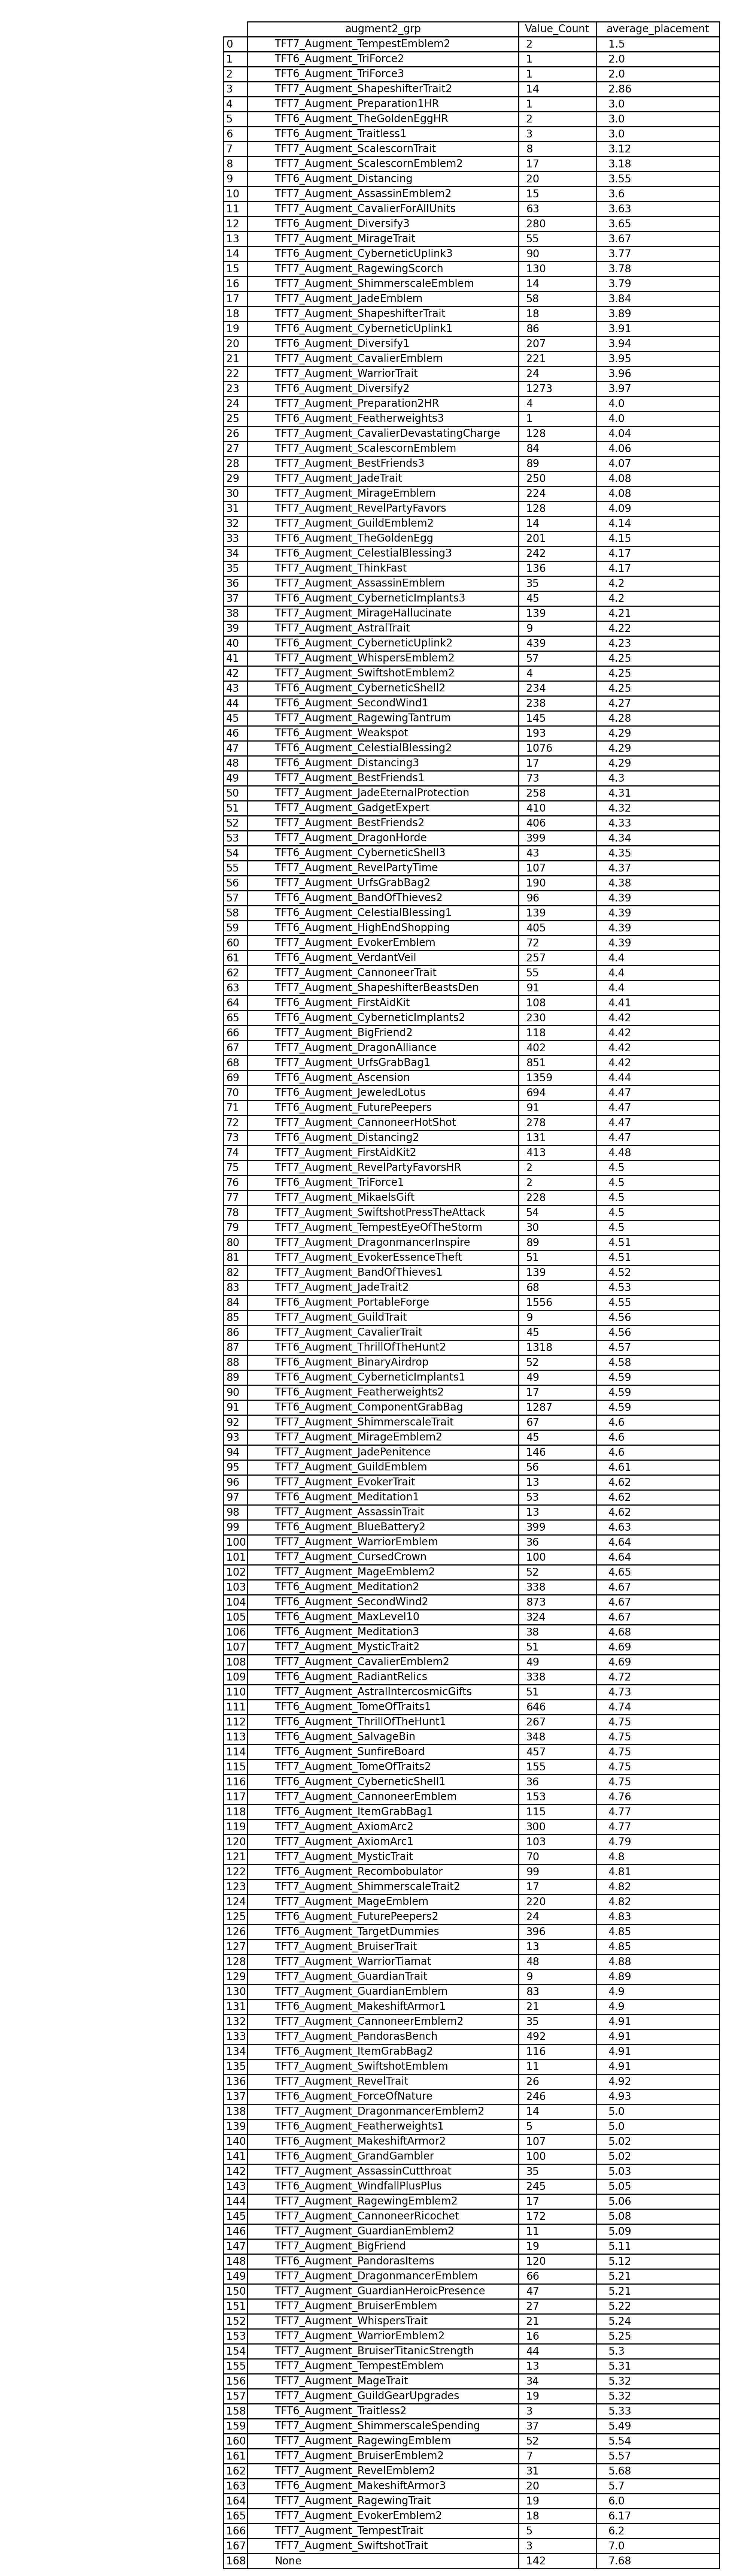 augment2_grp Value_Count average_placement
0 TFT7_Augment_TempestEmblem2 2 1.5
1 TFT6_Augment_TriForce2 1 2.0
2 TFT6_Augment_TriForce3 1 2.0
3 TFT7_Augment_ShapeshifterTrait2 14 2.86
4 TFT7_Augment_Preparation1HR 1 3.0
5 TFT6_Augment_TheGoldenEggHR 2 3.0
6 TFT6_Augment_Traitless1 3 3.0
7 TFT7_Augment_ScalescornTrait 8 3.12
8 TFT7_Augment_ScalescornEmblem2 17 3.18
9 TFT6_Augment_Distancing 20 3.55
10 TFT7_Augment_AssassinEmblem2 15 3.6
11 TFT7_Augment_CavalierForAllUnits 63 3.63
12 TFT6_Augment_Diversify3 280 3.65
13 TFT7_Augment_MirageTrait 55 3.67
14 TFT6_Augment_CyberneticUplink3 90 3.77
15 TFT7_Augment_RagewingScorch 130 3.78
16 TFT7_Augment_ShimmerscaleEmblem 14 3.79
17 TFT7_Augment_JadeEmblem 58 3.84
18 TFT7_Augment_ShapeshifterTrait 18 3.89
19 TFT6_Augment_CyberneticUplink1 86 3.91
20 TFT6_Augment_Diversify1 207 3.94
21 TFT7_Augment_CavalierEmblem 221 3.95
22 TFT7_Augment_WarriorTrait 24 3.96
23 TFT6_Augment_Diversify2 1273 3.97
24 TFT7_Augment_Preparation2HR 4 4.0
25 TFT6_Augment_Featherweights3 1 4.0
26 TFT7_Augment_CavalierDevastatingCharge 128 4.04
27 TFT7_Augment_ScalescornEmblem 84 4.06
28 TFT7_Augment_BestFriends3 89 4.07
29 TFT7_Augment_JadeTrait 250 4.08
30 TFT7_Augment_MirageEmblem 224 4.08
31 TFT7_Augment_RevelPartyFavors 128 4.09
32 TFT7_Augment_GuildEmblem2 14 4.14
33 TFT6_Augment_TheGoldenEgg 201 4.15
34 TFT6_Augment_CelestialBlessing3 242 4.17
35 TFT7_Augment_ThinkFast 136 4.17
36 TFT7_Augment_AssassinEmblem 35 4.2
37 TFT6_Augment_CyberneticImplants3 45 4.2
38 TFT7_Augment_MirageHallucinate 139 4.21
39 TFT7_Augment_AstralTrait 9 4.22
40 TFT6_Augment_CyberneticUplink2 439 4.23
41 TFT7_Augment_WhispersEmblem2 57 4.25
42 TFT7_Augment_SwiftshotEmblem2 4 4.25
43 TFT6_Augment_CyberneticShell2 234 4.25
44 TFT6_Augment_SecondWind1 238 4.27
45 TFT7_Augment_RagewingTantrum 145 4.28
46 TFT6_Augment_Weakspot 193 4.29
47 TFT6_Augment_CelestialBlessing2 1076 4.29
48 TFT6_Augment_Distancing3 17 4.29
49 TFT7_Augment_BestFriends1 73 4.3
50 TFT7_Augment_JadeEternalProtection 258 4.31
51 TFT7_Augment_GadgetExpert 410 4.32
52 TFT7_Augment_BestFriends2 406 4.33
53 TFT7_Augment_DragonHorde 399 4.34
54 TFT6_Augment_CyberneticShell3 43 4.35
55 TFT7_Augment_RevelPartyTime 107 4.37
56 TFT7_Augment_UrfsGrabBag2 190 4.38
57 TFT6_Augment_BandOfThieves2 96 4.39
58 TFT6_Augment_CelestialBlessing1 139 4.39
59 TFT6_Augment_HighEndShopping 405 4.39
60 TFT7_Augment_EvokerEmblem 72 4.39
61 TFT6_Augment_VerdantVeil 257 4.4
62 TFT7_Augment_CannoneerTrait 55 4.4
63 TFT7_Augment_ShapeshifterBeastsDen 91 4.4
64 TFT6_Augment_FirstAidKit 108 4.41
65 TFT6_Augment_CyberneticImplants2 230 4.42
66 TFT7_Augment_BigFriend2 118 4.42
67 TFT7_Augment_DragonAlliance 402 4.42
68 TFT7_Augment_UrfsGrabBag1 851 4.42
69 TFT6_Augment_Ascension 1359 4.44
70 TFT6_Augment_JeweledLotus 694 4.47
71 TFT6_Augment_FuturePeepers 91 4.47
72 TFT7_Augment_CannoneerHotShot 278 4.47
73 TFT6_Augment_Distancing2 131 4.47
74 TFT7_Augment_FirstAidKit2 413 4.48
75 TFT7_Augment_RevelPartyFavorsHR 2 4.5
76 TFT6_Augment_TriForce1 2 4.5
77 TFT7_Augment_MikaelsGift 228 4.5
78 TFT7_Augment_SwiftshotPressTheAttack 54 4.5
79 TFT7_Augment_TempestEyeOfTheStorm 30 4.5
80 TFT7_Augment_DragonmancerInspire 89 4.51
81 TFT7_Augment_EvokerEssenceTheft 51 4.51
82 TFT7_Augment_BandOfThieves1 139 4.52
83 TFT7_Augment_JadeTrait2 68 4.53
84 TFT6_Augment_PortableForge 1556 4.55
85 TFT7_Augment_GuildTrait 9 4.56
86 TFT7_Augment_CavalierTrait 45 4.56
87 TFT6_Augment_ThrillOfTheHunt2 1318 4.57
88 TFT6_Augment_BinaryAirdrop 52 4.58
89 TFT6_Augment_CyberneticImplants1 49 4.59
90 TFT6_Augment_Featherweights2 17 4.59
91 TFT6_Augment_ComponentGrabBag 1287 4.59
92 TFT7_Augment_ShimmerscaleTrait 67 4.6
93 TFT7_Augment_MirageEmblem2 45 4.6
94 TFT7_Augment_JadePenitence 146 4.6
95 TFT7_Augment_GuildEmblem 56 4.61
96 TFT7_Augment_EvokerTrait 13 4.62
97 TFT6_Augment_Meditation1 53 4.62
98 TFT7_Augment_AssassinTrait 13 4.62
99 TFT6_Augment_BlueBattery2 399 4.63
100 TFT7_Augment_WarriorEmblem 36 4.64
101 TFT7_Augment_CursedCrown 100 4.64
102 TFT7_Augment_MageEmblem2 52 4.65
103 TFT6_Augment_Meditation2 338 4.67
104 TFT6_Augment_SecondWind2 873 4.67
105 TFT6_Augment_MaxLevel10 324 4.67
106 TFT6_Augment_Meditation3 38 4.68
107 TFT7_Augment_MysticTrait2 51 4.69
108 TFT7_Augment_CavalierEmblem2 49 4.69
109 TFT6_Augment_RadiantRelics 338 4.72
110 TFT7_Augment_AstralIntercosmicGifts 51 4.73
111 TFT6_Augment_TomeOfTraits1 646 4.74
112 TFT6_Augment_ThrillOfTheHunt1 267 4.75
113 TFT6_Augment_SalvageBin 348 4.75
114 TFT6_Augment_SunfireBoard 457 4.75
115 TFT7_Augment_TomeOfTraits2 155 4.75
116 TFT6_Augment_CyberneticShell1 36 4.75
117 TFT7_Augment_CannoneerEmblem 153 4.76
118 TFT6_Augment_ItemGrabBag1 115 4.77
119 TFT7_Augment_AxiomArc2 300 4.77
120 TFT7_Augment_AxiomArc1 103 4.79
121 TFT7_Augment_MysticTrait 70 4.8
122 TFT6_Augment_Recombobulator 99 4.81
123 TFT7_Augment_ShimmerscaleTrait2 17 4.82
124 TFT7_Augment_MageEmblem 220 4.82
125 TFT6_Augment_FuturePeepers2 24 4.83
126 TFT6_Augment_TargetDummies 396 4.85
127 TFT7_Augment_BruiserTrait 13 4.85
128 TFT7_Augment_WarriorTiamat 48 4.88
129 TFT7_Augment_GuardianTrait 9 4.89
130 TFT7_Augment_GuardianEmblem 83 4.9
131 TFT6_Augment_MakeshiftArmor1 21 4.9
132 TFT7_Augment_CannoneerEmblem2 35 4.91
133 TFT7_Augment_PandorasBench 492 4.91
134 TFT6_Augment_ItemGrabBag2 116 4.91
135 TFT7_Augment_SwiftshotEmblem 11 4.91
136 TFT7_Augment_RevelTrait 26 4.92
137 TFT6_Augment_ForceOfNature 246 4.93
138 TFT7_Augment_DragonmancerEmblem2 14 5.0
139 TFT6_Augment_Featherweights1 5 5.0
140 TFT6_Augment_MakeshiftArmor2 107 5.02
141 TFT6_Augment_GrandGambler 100 5.02
142 TFT7_Augment_AssassinCutthroat 35 5.03
143 TFT6_Augment_WindfallPlusPlus 245 5.05
144 TFT7_Augment_RagewingEmblem2 17 5.06
145 TFT7_Augment_CannoneerRicochet 172 5.08
146 TFT7_Augment_GuardianEmblem2 11 5.09
147 TFT7_Augment_BigFriend 19 5.11
148 TFT6_Augment_PandorasItems 120 5.12
149 TFT7_Augment_DragonmancerEmblem 66 5.21
150 TFT7_Augment_GuardianHeroicPresence 47 5.21
151 TFT7_Augment_BruiserEmblem 27 5.22
152 TFT7_Augment_WhispersTrait 21 5.24
153 TFT7_Augment_WarriorEmblem2 16 5.25
154 TFT7_Augment_BruiserTitanicStrength 44 5.3
155 TFT7_Augment_TempestEmblem 13 5.31
156 TFT7_Augment_MageTrait 34 5.32
157 TFT7_Augment_GuildGearUpgrades 19 5.32
158 TFT6_Augment_Traitless2 3 5.33
159 TFT7_Augment_ShimmerscaleSpending 37 5.49
160 TFT7_Augment_RagewingEmblem 52 5.54
161 TFT7_Augment_BruiserEmblem2 7 5.57
162 TFT7_Augment_RevelEmblem2 31 5.68
163 TFT6_Augment_MakeshiftArmor3 20 5.7
164 TFT7_Augment_RagewingTrait 19 6.0
165 TFT7_Augment_EvokerEmblem2 18 6.17
166 TFT7_Augment_TempestTrait 5 6.2
167 TFT7_Augment_SwiftshotTrait 3 7.0
168 None 142 7.68